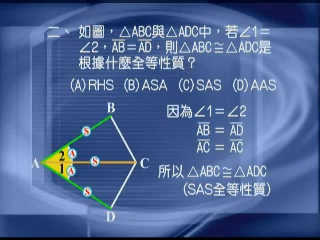 二、如圖，△ABC與△ADC中，若∠1＝
∠2，AB＝AD，則△ABC≅△ADC是
根據什麼全等性質？
(A)RHS (B)ASA (C)SAS (D)AAS
B
因為∠1＝∠2
S
AB = AD
2
A
A
S
C
AC = AC
1
A
S
所以△ABC≅△ADC
(SAS全等性質)
D